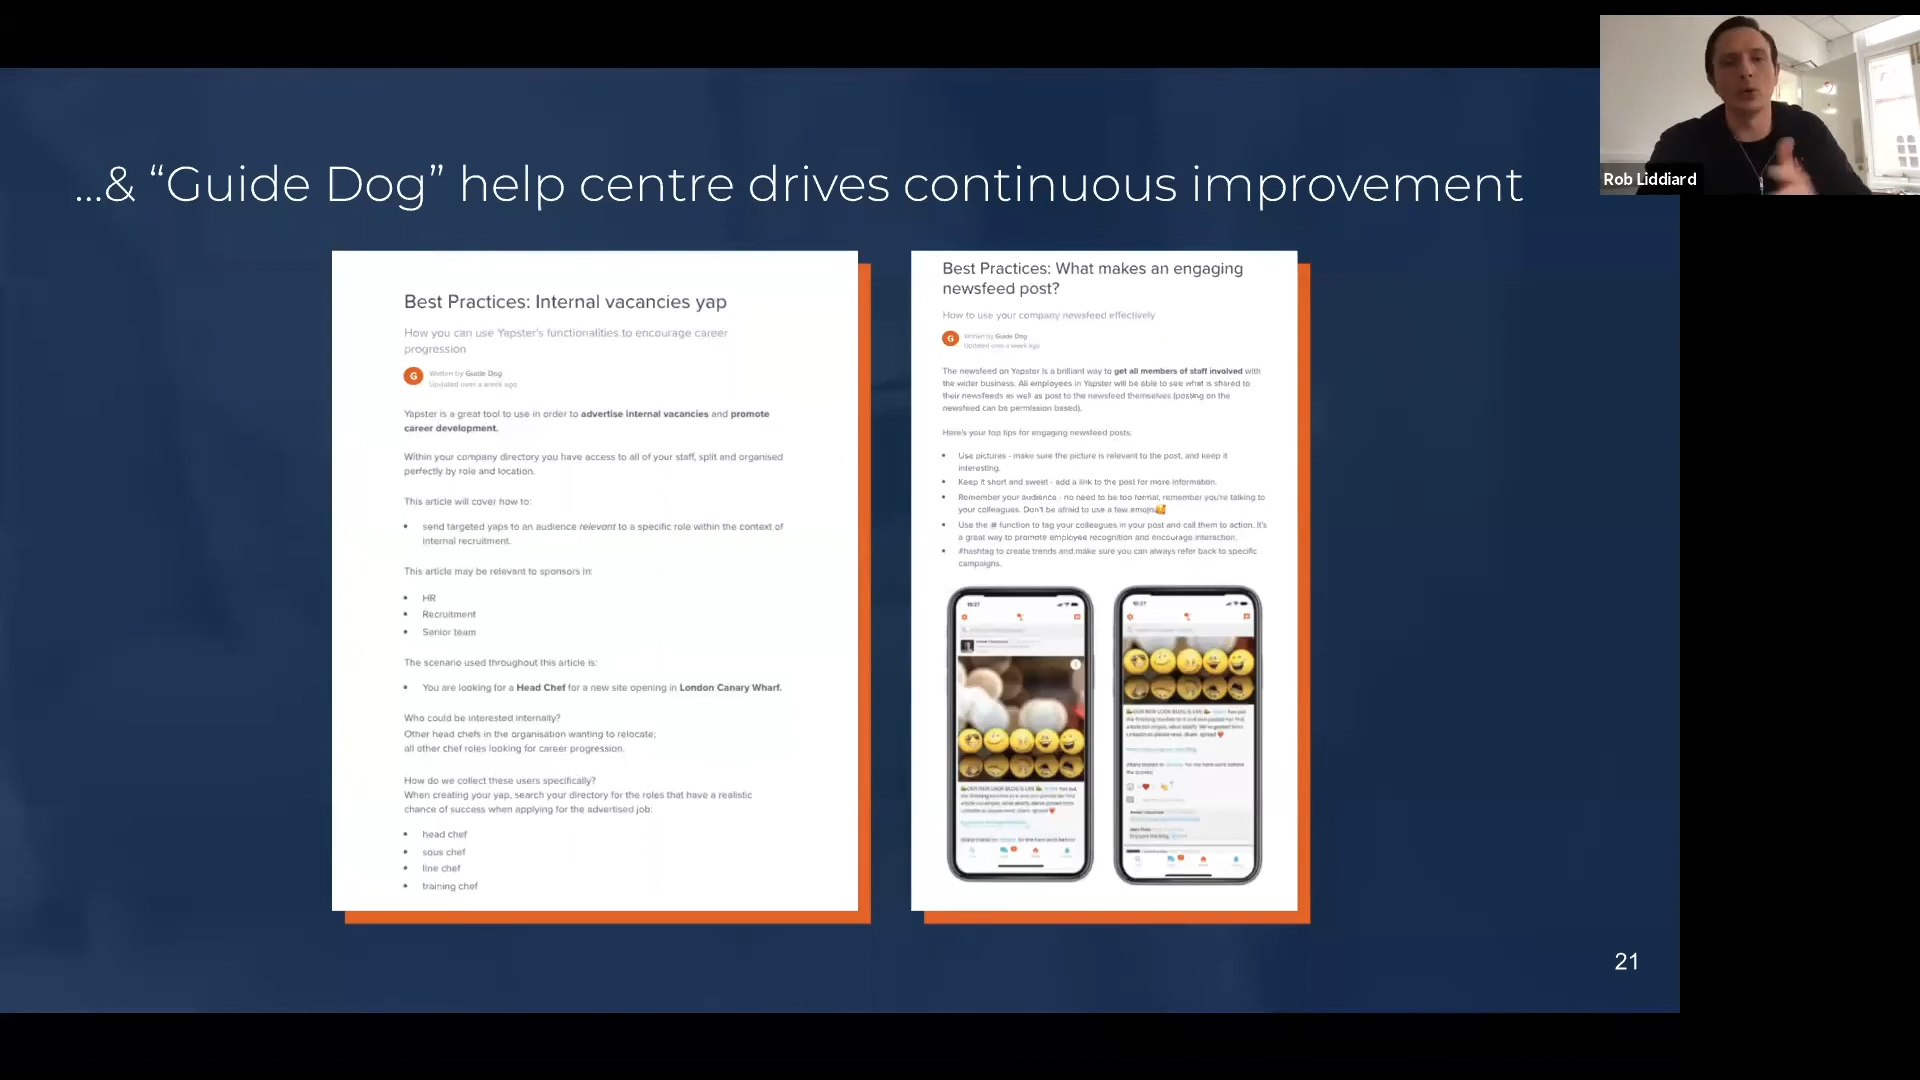 ...& “Guide Dog” help centre drives continuous improvement
Rob Liddiard
Best Practices: Internal vacancies yap
How you can use Yapster's functionalities to encourage career
progression
G
Written by Guide Dog
Updated over a week ago
Yapster is a great tool to use in order to advertise internal vacancies and promote
career development.
Within your company directory you have access to all of your staff, split and organised
perfectly by role and location.
This article will cover how to:
• send targeted yaps to an audience relevant to a specific role within the context of
internal recruitment.
This article may be relevant to sponsors in:
• HR
• Recruitment
• Senior team
The scenario used throughout this article is:
• You are looking for a Head Chef for a new site opening in London Canary Wharf.
Who could be interested internally?
Other head chefs in the organisation wanting to relocate;
all other chef roles looking for career progression.
How do we collect these users specifically?
When creating your yap, search your directory for the roles that have a realistic
chance of success when applying for the advertised job:
• head chef
• sous chef
• line chef
• training chef
Best Practices: What makes an engaging
newsfeed post?
How to use your company newsfeed effectively
G
Written by Guide Dog
Updated over a week ago
The newsfeed on Yapster is a brilliant way to get all members of staff involved with
the wider business. All employees in Yapster will be able to see what is shared to
their newsfeeds as well as post to the newsfeed themselves (posting on the
newsfeed can be permission based).
Here's your top tips for engaging newsfeed posts:
• Use pictures - make sure the picture is relevant to the post, and keep it
interesting.
• Keep it short and sweet - add a link to the post for more information.
• Remember your audience - no need to be too formal, remember you're talking to
your colleagues. Don't be afraid to use a few emojis🥰
• Use the @ function to tag your colleagues in your post and call them to action. It's
a great way to promote employee recognition and encourage interaction.
• #hashtag to create trends and make sure you can always refer back to specific
campaigns.
10:27
10:27
OUR NEW LOOK BLOG IS LIVE
OUR NEW LOOK BLOG IS LIVE
21